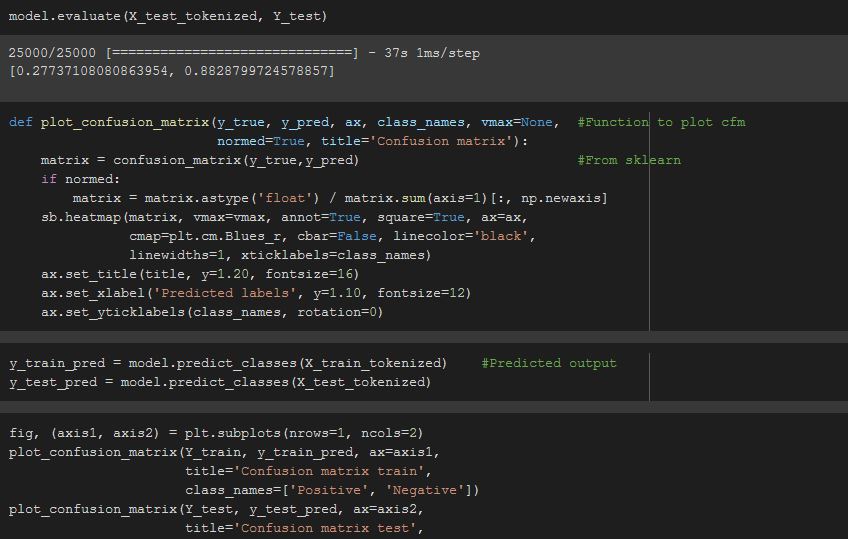 model.evaluate(X_test_tokenized, Y_test)
25000/25000 [==============================] - 37s 1ms/step
[0.27737108080863954, 0.8828799724578857]
def plot_confusion_matrix(y_true, y_pred, ax, class_names, vmax=None,  #Function to plot cfm
                          normed=True, title='Confusion matrix'):
    matrix = confusion_matrix(y_true,y_pred)                           #From sklearn
    if normed:
        matrix = matrix.astype('float') / matrix.sum(axis=1)[:, np.newaxis]
    sb.heatmap(matrix, vmax=vmax, annot=True, square=True, ax=ax,
               cmap=plt.cm.Blues_r, cbar=False, linecolor='black',
               linewidths=1, xticklabels=class_names)
    ax.set_title(title, y=1.20, fontsize=16)
    ax.set_xlabel('Predicted labels', y=1.10, fontsize=12)
    ax.set_yticklabels(class_names, rotation=0)
y_train_pred = model.predict_classes(X_train_tokenized)    #Predicted output
y_test_pred = model.predict_classes(X_test_tokenized)
fig, (axis1, axis2) = plt.subplots(nrows=1, ncols=2)
plot_confusion_matrix(Y_train, y_train_pred, ax=axis1,
                      title='Confusion matrix train',
                      class_names=['Positive', 'Negative'])
plot_confusion_matrix(Y_test, y_test_pred, ax=axis2,
                      title='Confusion matrix test',